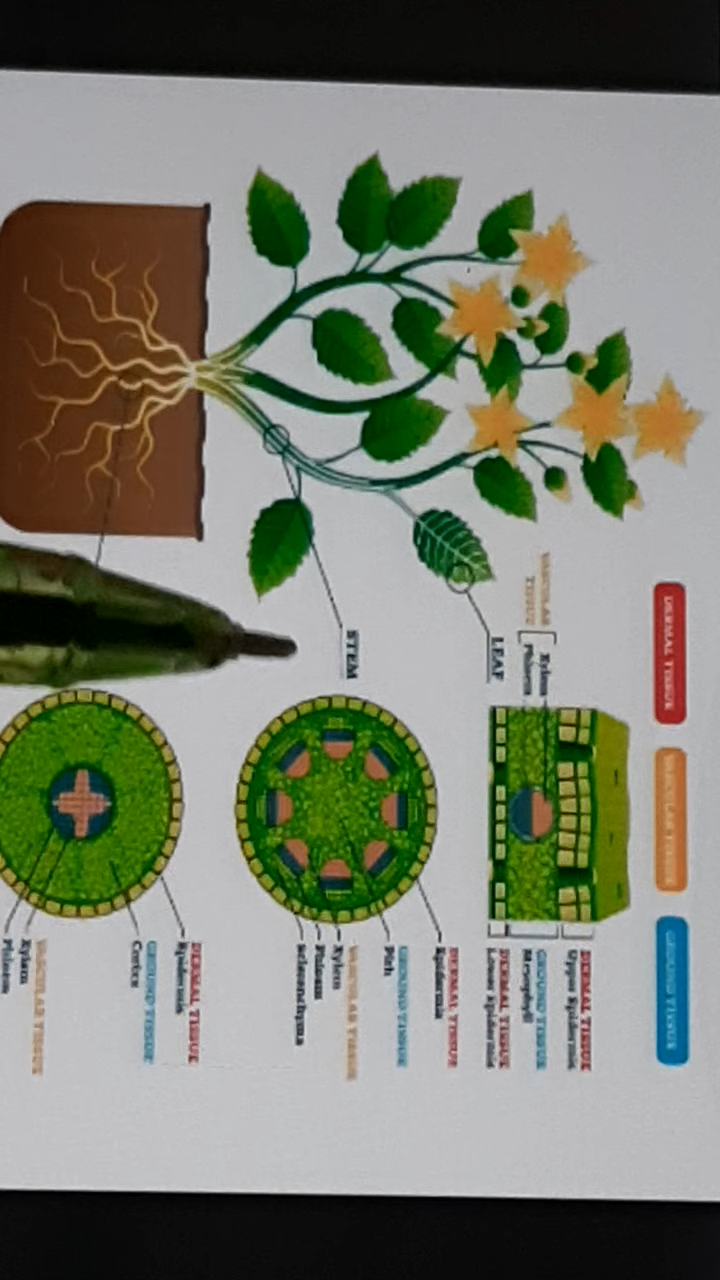 DERMAL TISSUE
VASCULAR TISSUE
GROUND TISSUE
VASCULAR
TISSUE
Xylem
Phloem
LEAF
DERMAL TISSUE
Upper Epidermis
GROUND TISSUE
Mesophyll
DERMAL TISSUE
Lower Epidermis
STEM
DERMAL TISSUE
Epidermis
GROUND TISSUE
Pith
VASCULAR TISSUE
Xylem
Phloem
Sclerenchyma
DERMAL TISSUE
Epidermis
GROUND TISSUE
Cortex
VASCULAR TISSUE
Xylem
Phloem